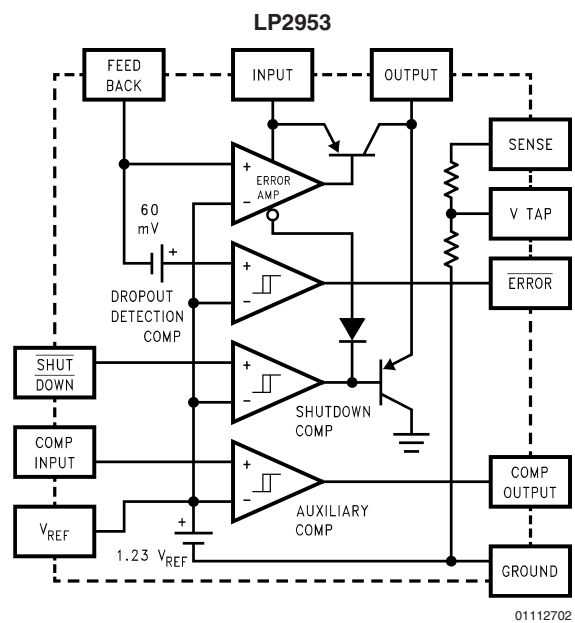 LP2953
FEED
BACK
INPUT
OUTPUT
SENSE
+
ERROR
AMP
−
60
mV
+
V TAP
+
−
DROPOUT
DETECTION
COMP
ERROR
SHUT
DOWN
+
−
SHUTDOWN
COMP
COMP
INPUT
+
−
AUXILIARY
COMP
COMP
OUTPUT
VREF
+
1.23 VREF
GROUND
01112702